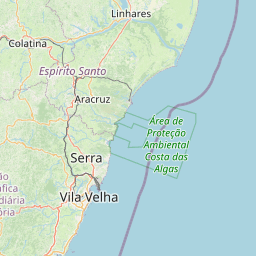 Linhares
Colatina
Espírito Santo
Aracruz
Área de
Proteção
Ambiental
Costa das
Algas
Serra
Vila Velha